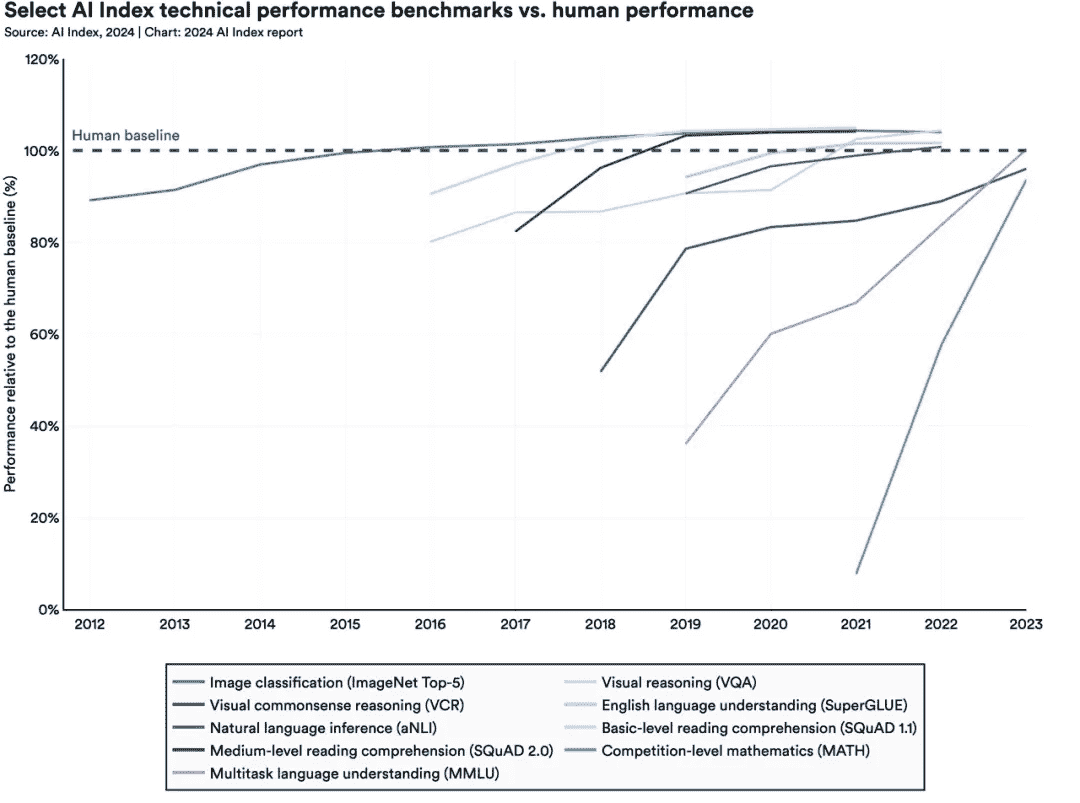 Select AI Index technical performance benchmarks vs. human performance
Source: AI Index, 2024 | Chart: 2024 AI Index report
120%
Human baseline
100%
80%
60%
40%
20%
0%
Performance relative to the human baseline (%)
2012 2013 2014 2015 2016 2017 2018 2019 2020 2021 2022 2023
Image classification (ImageNet Top-5) Visual reasoning (VQA)
Visual commonsense reasoning (VCR) English language understanding (SuperGLUE)
Natural language inference (aNLI) Basic-level reading comprehension (SQuAD 1.1)
Medium-level reading comprehension (SQuAD 2.0) Competition-level mathematics (MATH)
Multitask language understanding (MMLU)